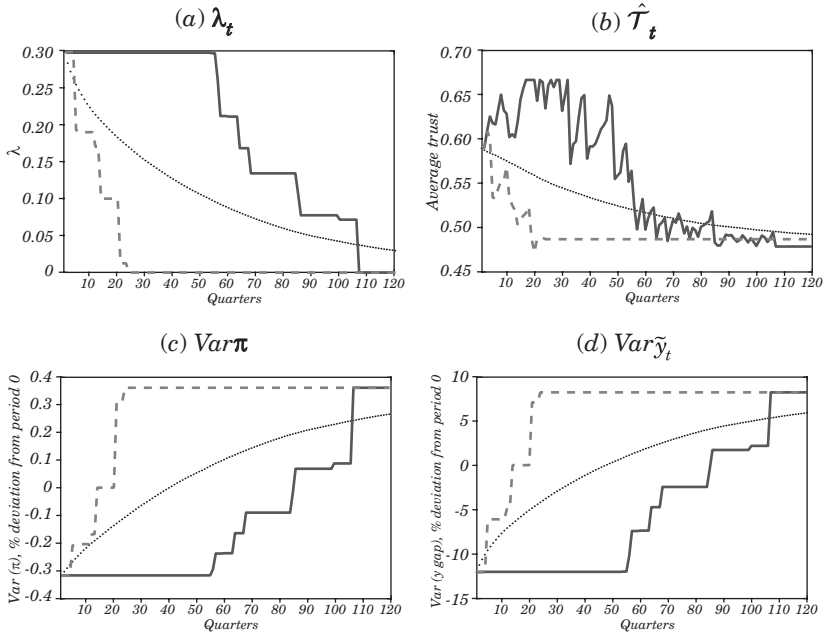 (a) λt
(b) T̂t
0.30
0.25
0.20
0.15
0.10
0.05
0
λ
10 20 30 40 50 60 70 80 90 100 110 120
Quarters
0.70
0.65
0.60
0.55
0.50
0.45
Average trust
10 20 30 40 50 60 70 80 90 100 110 120
Quarters
(c) Varπ
(d) Varỹt
0.4
0.3
0.2
0.1
0
-0.1
-0.2
-0.3
-0.4
Var (π), % deviation from period 0
10 20 30 40 50 60 70 80 90 100 110 120
Quarters
10
5
0
-5
-10
-15
Var (y gap), % deviation from period 0
10 20 30 40 50 60 70 80 90 100 110 120
Quarters